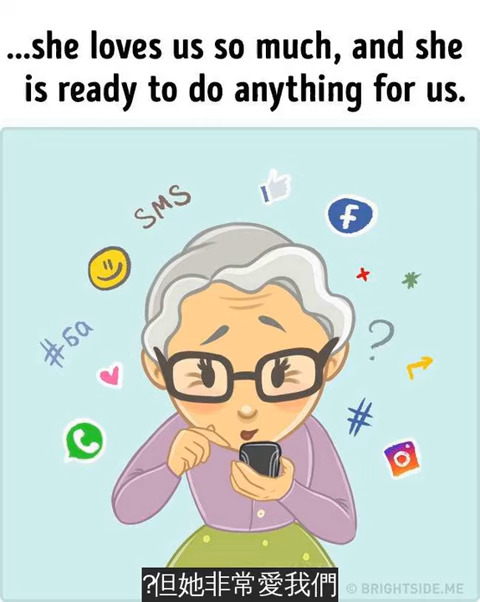 ...she loves us so much, and she
is ready to do anything for us.
SMS
#ба
?
#
?但她非常愛我們
© BRIGHTSIDE.ME